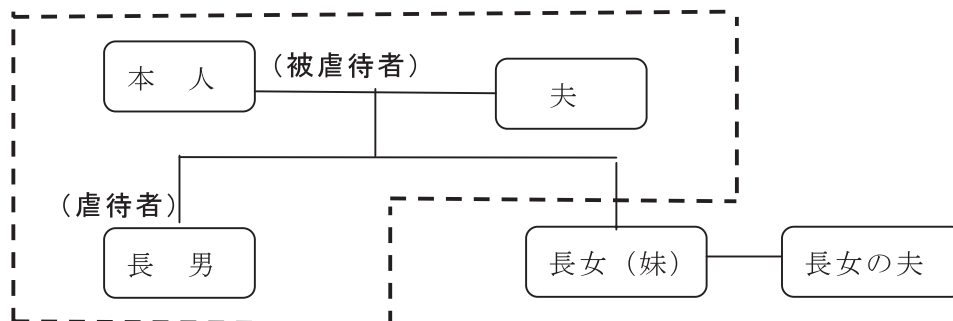 本　人
（被虐待者）
夫
（虐待者）
長　男
長女（妹）
長女の夫